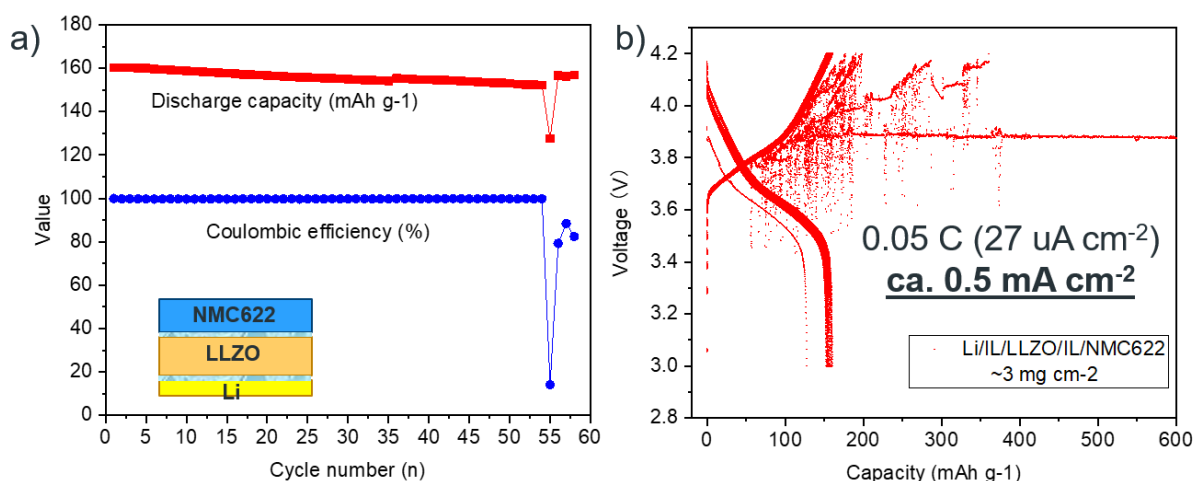 a)
180
160
140
120
100
80
60
40
20
0
Value
Discharge capacity (mAh g-1)
Coulombic efficiency (%)
NMC622
LLZO
Li
0 5 10 15 20 25 30 35 40 45 50 55 60
Cycle number (n)
b)
4.2
4.0
3.8
3.6
3.4
3.2
3.0
2.8
Voltage (V)
0.05 C (27 uA cm-2)
ca. 0.5 mA cm-2
Li/IL/LLZO/IL/NMC622
~3 mg cm-2
0 100 200 300 400 500 600
Capacity (mAh g-1)